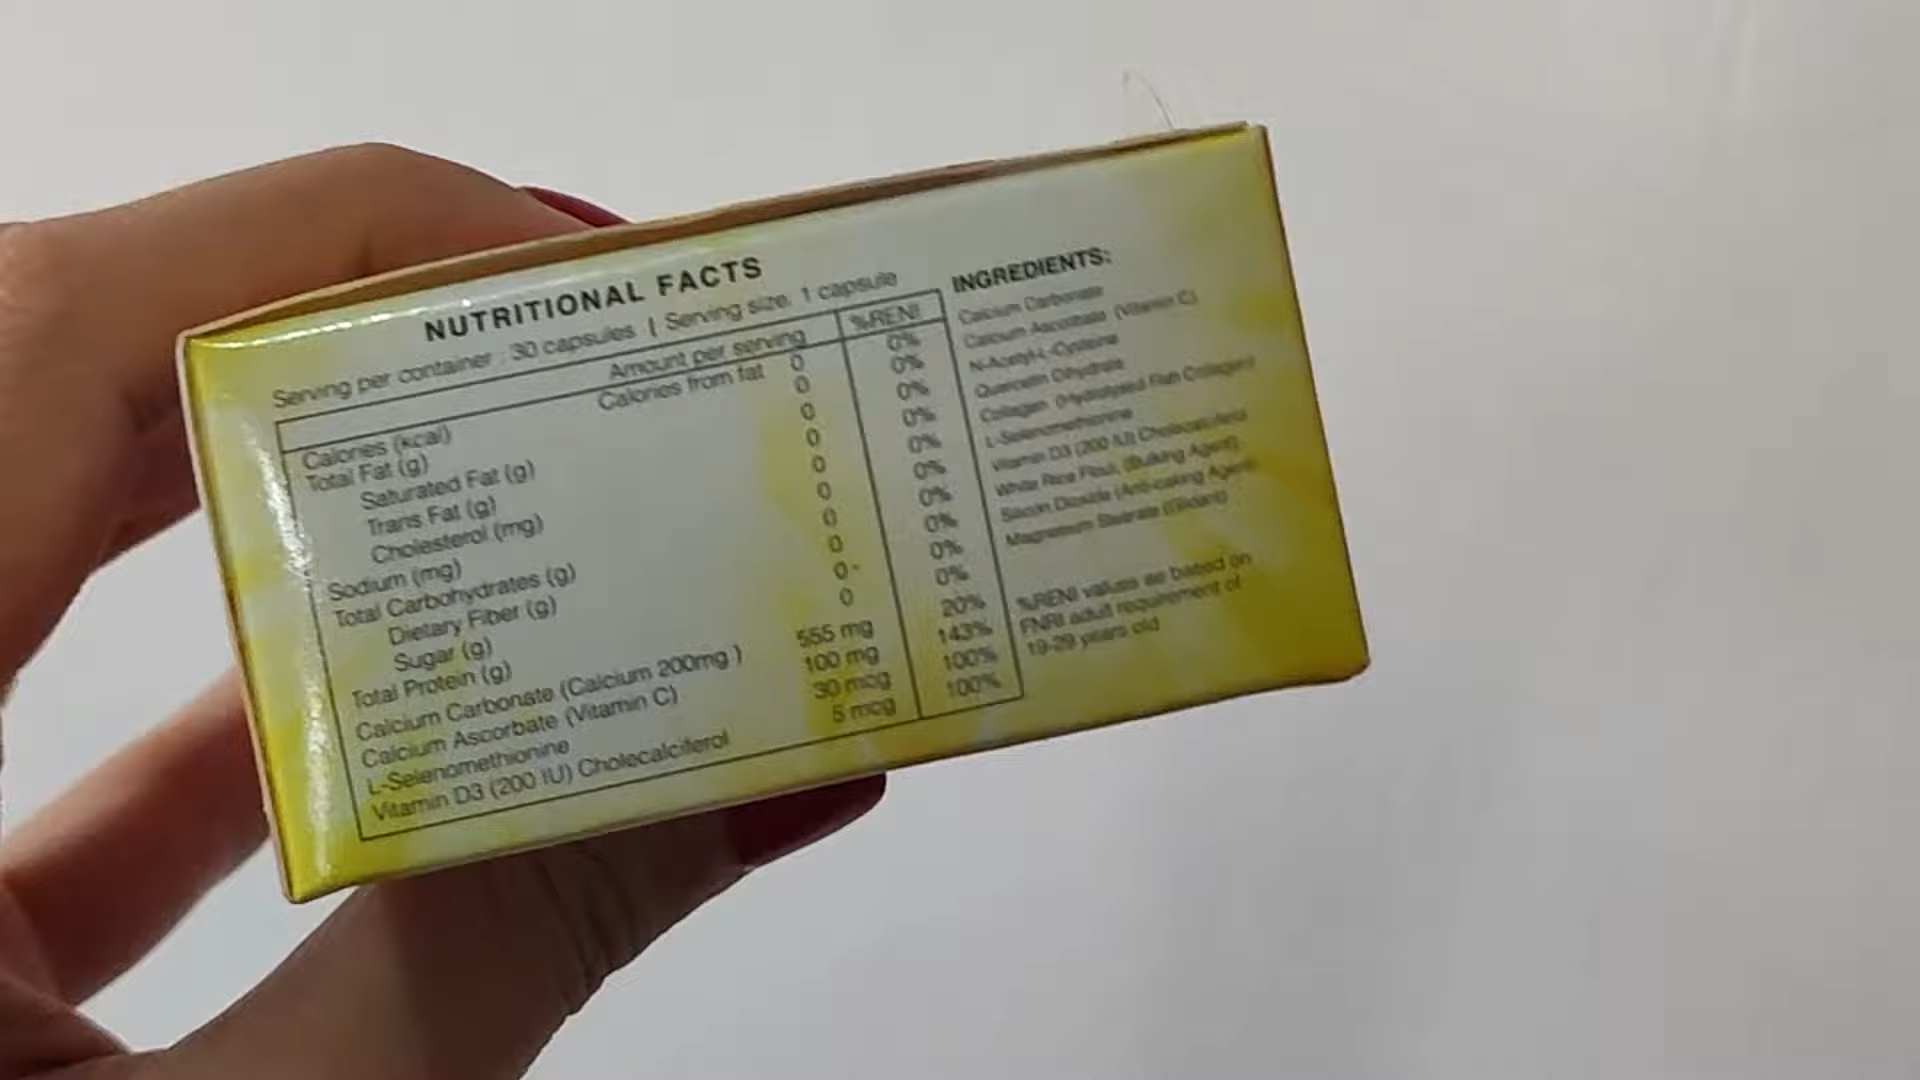 NUTRITIONAL FACTS
Serving per container : 30 capsules | Serving size: 1 capsule
Amount per serving %RENI
Calories from fat 0 0%
Calories (kcal) 0 0%
Total Fat (g) 0 0%
Saturated Fat (g) 0 0%
Trans Fat (g) 0 0%
Cholesterol (mg) 0 0%
Sodium (mg) 0 0%
Total Carbohydrates (g) 0 0%
Dietary Fiber (g) 0 0%
Sugar (g) 0 0%
Total Protein (g)
Calcium Carbonate (Calcium 200mg ) 555 mg 20%
Calcium Ascorbate (Vitamin C) 100 mg 143%
L-Selenomethionine 30 mcg 100%
Vitamin D3 (200 IU) Cholecalciferol 5 mcg 100%
INGREDIENTS:
Calcium Carbonate
Calcium Ascorbate (Vitamin C)
N-Acetyl-L-Cysteine
Quercetin Dihydrate
Collagen (Hydrolyzed Fish Collagen)
L-Selenomethionine
Vitamin D3 (200 IU) Cholecalciferol
White Rice Flour (Bulking Agent)
Silicon Dioxide (Anti-caking Agent)
Magnesium Stearate (Glidant)
%RENI values as based on
FNRI adult requirement of
19-29 years old